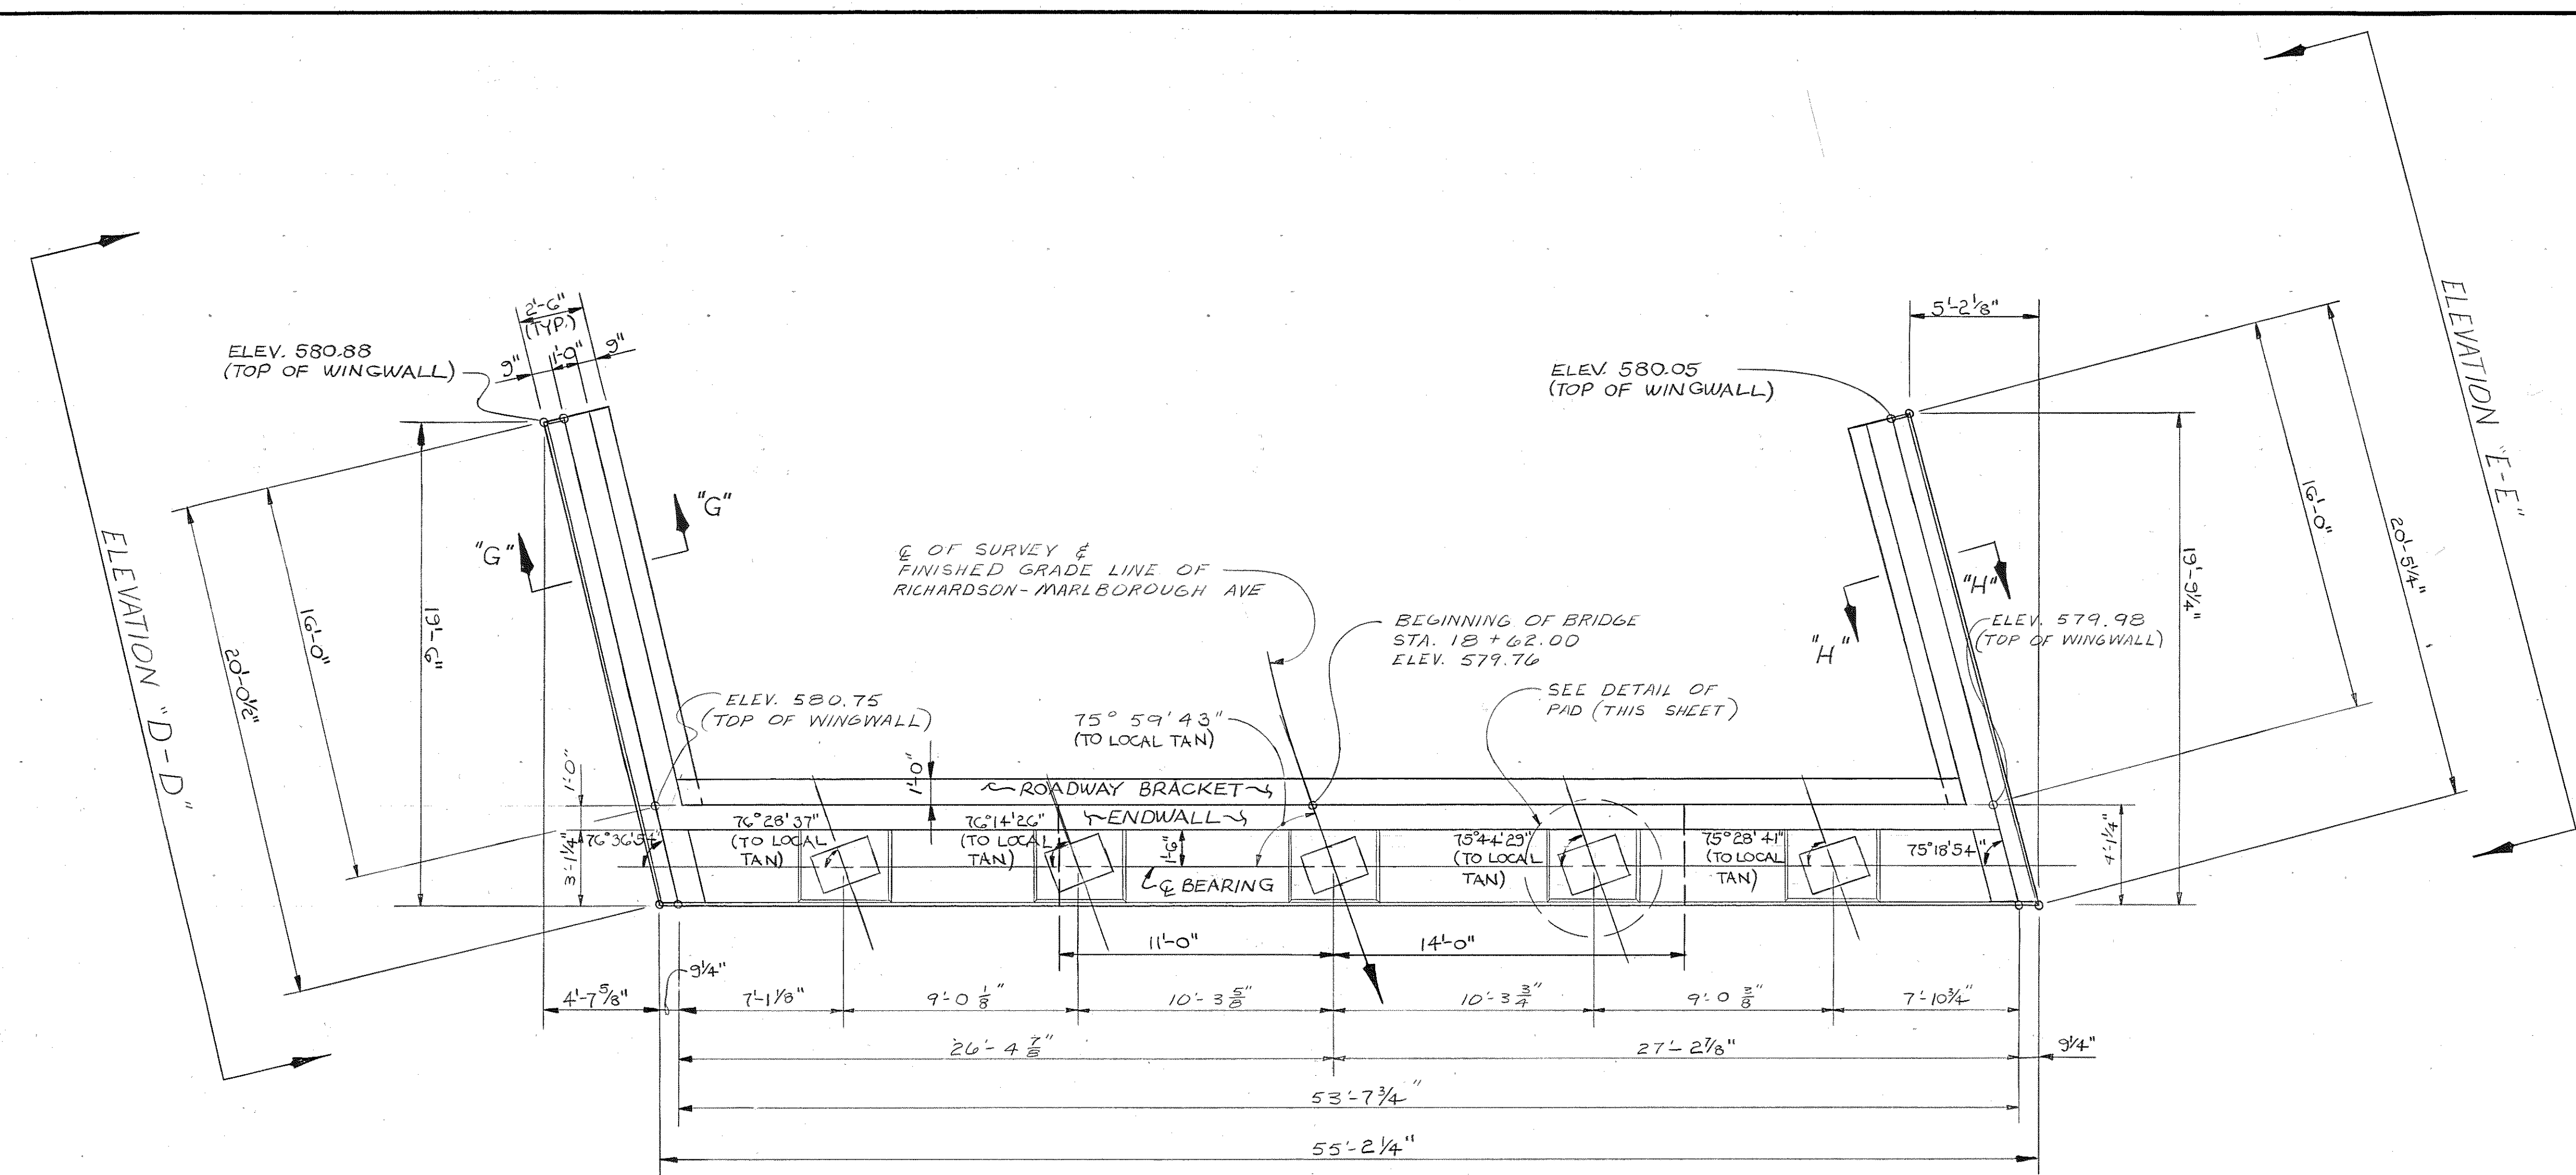 ELEV. 580.88
(TOP OF WINGWALL)
2'-6"
(TYP.)
9"
1'-0"
9"
ELEVATION "D-D"
20'-0½"
16'-0"
19'-6"
"G"
"G"
℄ OF SURVEY &
FINISHED GRADE LINE OF
RICHARDSON-MARLBOROUGH AVE
BEGINNING OF BRIDGE
STA. 18 + 62.00
ELEV. 579.76
ELEV. 580.05
(TOP OF WINGWALL)
5'-2⅛"
ELEVATION "E-E"
16'-0"
20'-5¼"
19'-9¼"
"H"
"H"
ELEV. 579.98
(TOP OF WINGWALL)
SEE DETAIL OF
PAD (THIS SHEET)
ELEV. 580.75
(TOP OF WINGWALL)
75° 59' 43"
(TO LOCAL TAN)
1'-0"
3'-1¼"
1'-0"
ROADWAY BRACKET
ENDWALL
76°36'54"
76°28'37"
(TO LOCAL
TAN)
76°14'26"
(TO LOCAL
TAN)
1'-6"
℄ BEARING
75°44'29"
(TO LOCAL
TAN)
75°28'41"
(TO LOCAL
TAN)
75°18'54"
4'-1¼"
11'-0"
14'-0"
9¼"
4'-7⅝"
7'-1⅛"
9'-0⅛"
10'-3⅝"
10'-3¾"
9'-0⅜"
7'-10¾"
26'-4⅞"
27'-2⅞"
9¼"
53'-7¾"
55'-2¼"